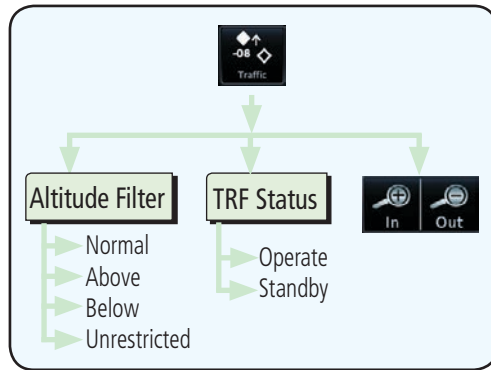 -08
Traffic
Altitude Filter
Normal
Above
Below
Unrestricted
TRF Status
Operate
Standby
In
Out